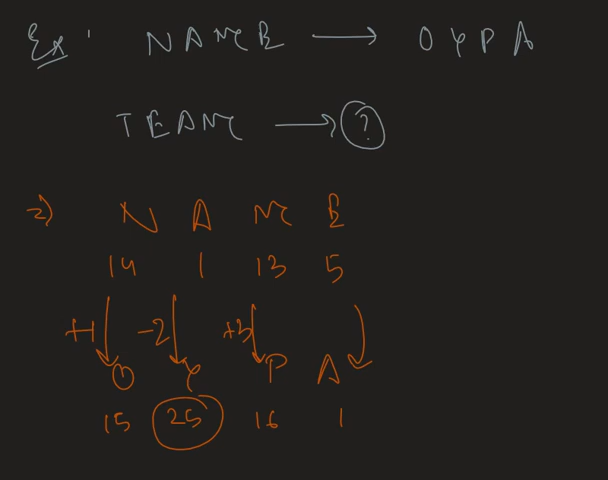 Ex: NAME → OYPA
TEAM → ?
2) N A M E
14 1 13 5
+1 -2 +3
O Y P A
15 25 16 1